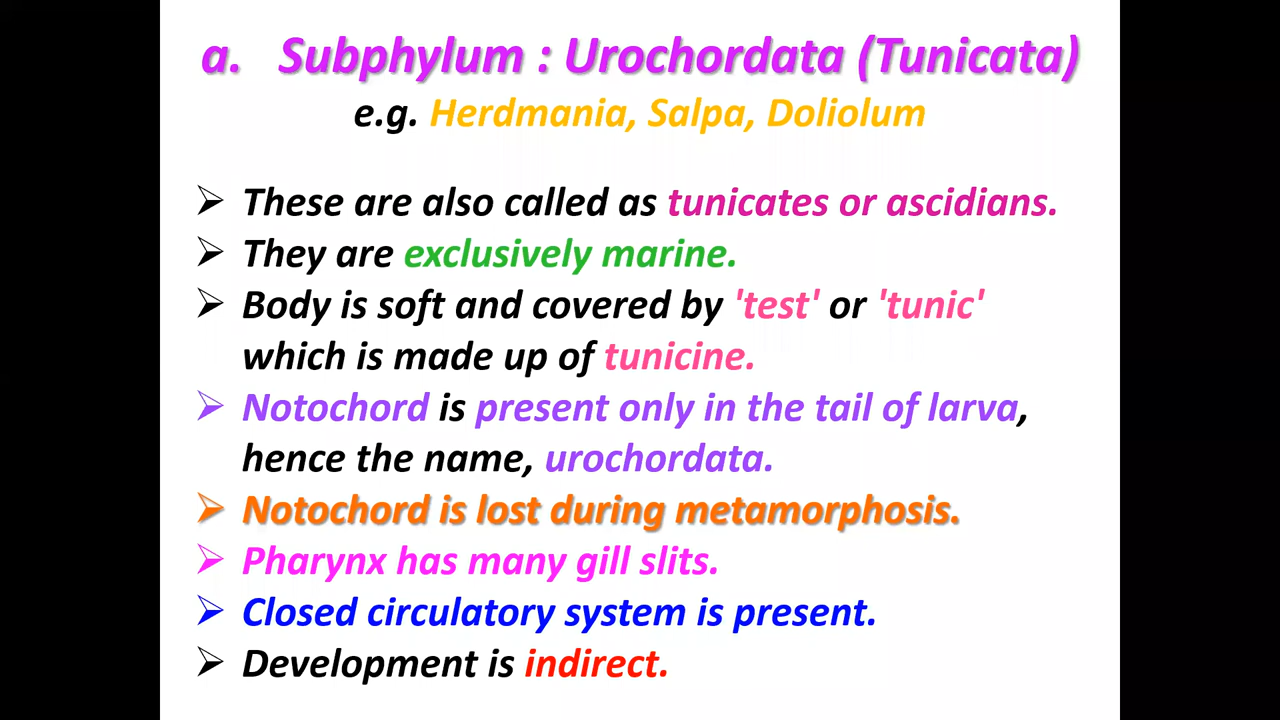 a. Subphylum : Urochordata (Tunicata)
e.g. Herdmania, Salpa, Doliolum
➢ These are also called as tunicates or ascidians.
➢ They are exclusively marine.
➢ Body is soft and covered by 'test' or 'tunic'
which is made up of tunicine.
➢ Notochord is present only in the tail of larva,
hence the name, urochordata.
➢ Notochord is lost during metamorphosis.
➢ Pharynx has many gill slits.
➢ Closed circulatory system is present.
➢ Development is indirect.